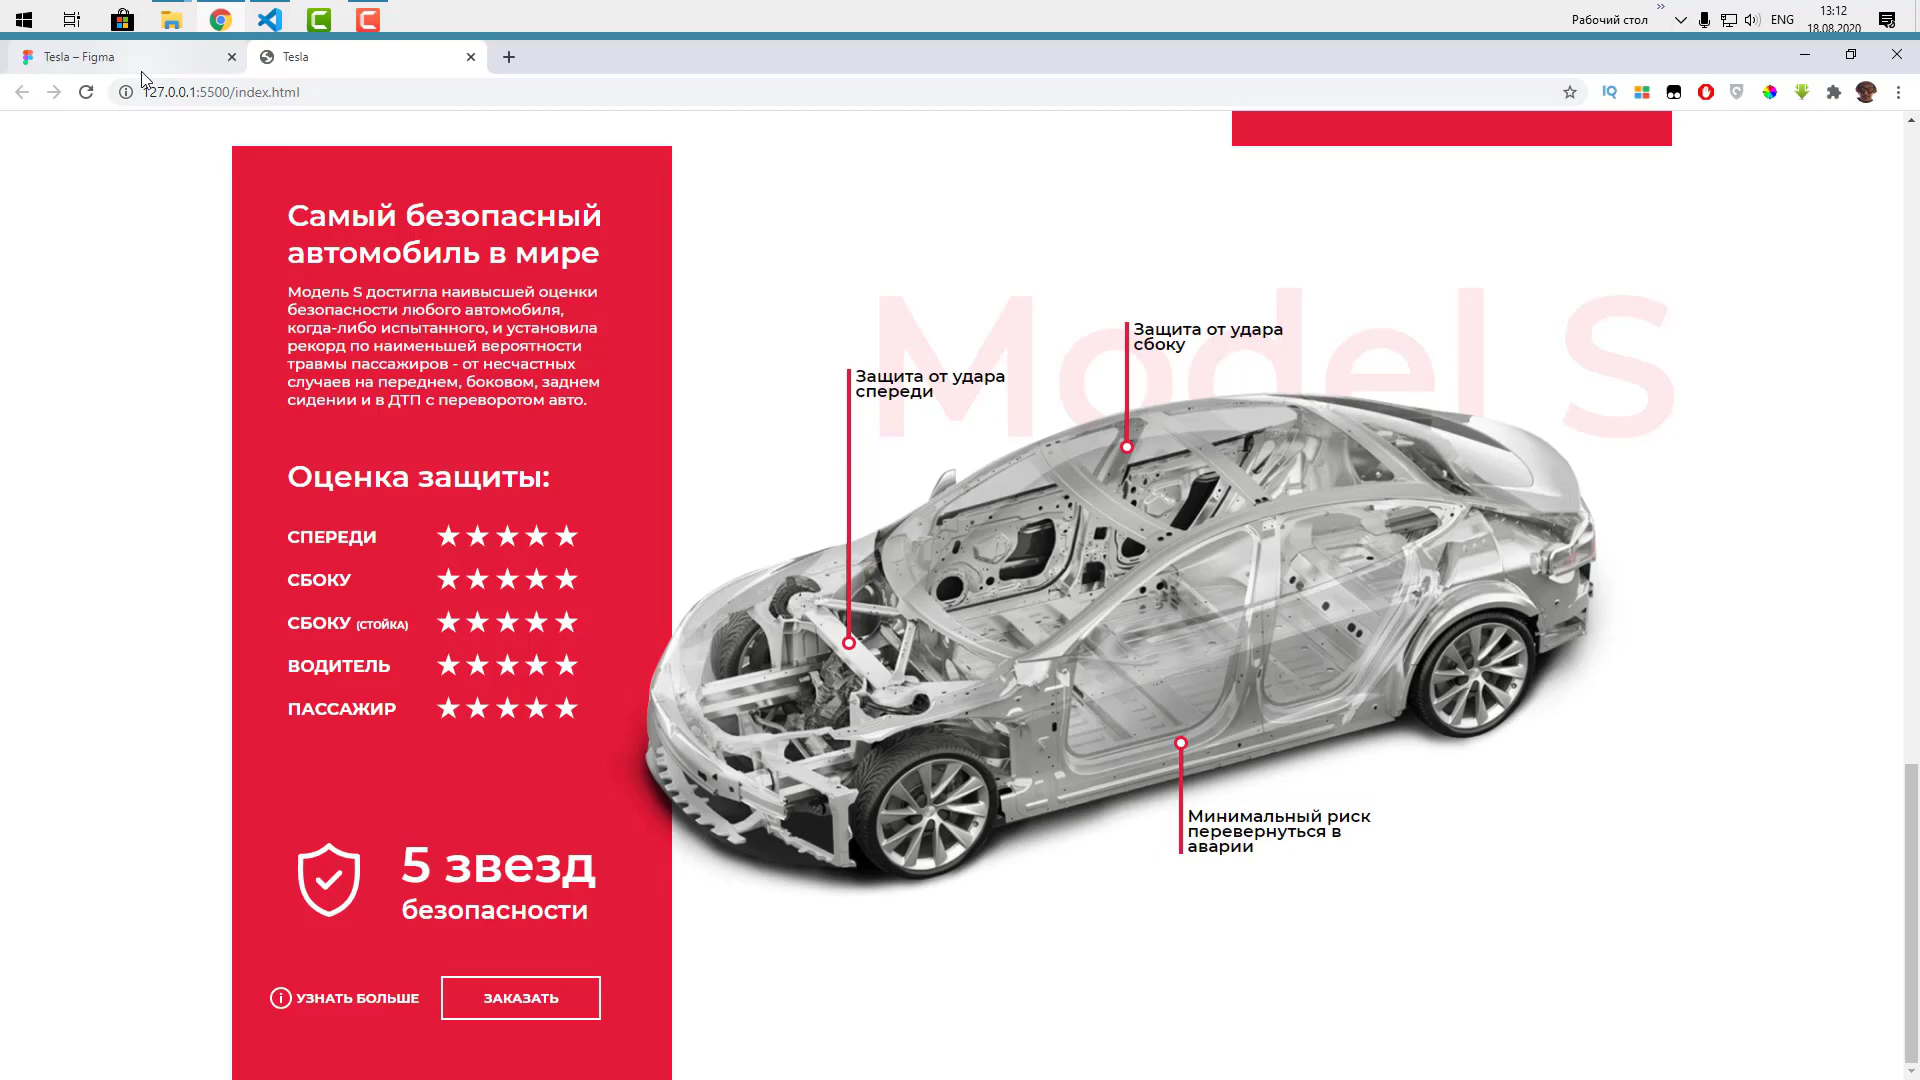 Рабочий стол
ENG
13:12
18.08.2020
Tesla – Figma
Tesla
127.0.0.1:5500/index.html
IQ
Самый безопасный
автомобиль в мире
Модель S достигла наивысшей оценки
безопасности любого автомобиля,
когда-либо испытанного, и установила
рекорд по наименьшей вероятности
травмы пассажиров - от несчастных
случаев на переднем, боковом, заднем
сидении и в ДТП с переворотом авто.
Оценка защиты:
СПЕРЕДИ
СБОКУ
СБОКУ (СТОЙКА)
ВОДИТЕЛЬ
ПАССАЖИР
5 звезд
безопасности
УЗНАТЬ БОЛЬШЕ
ЗАКАЗАТЬ
Model S
Защита от удара
сбоку
Защита от удара
спереди
Минимальный риск
перевернуться в
аварии